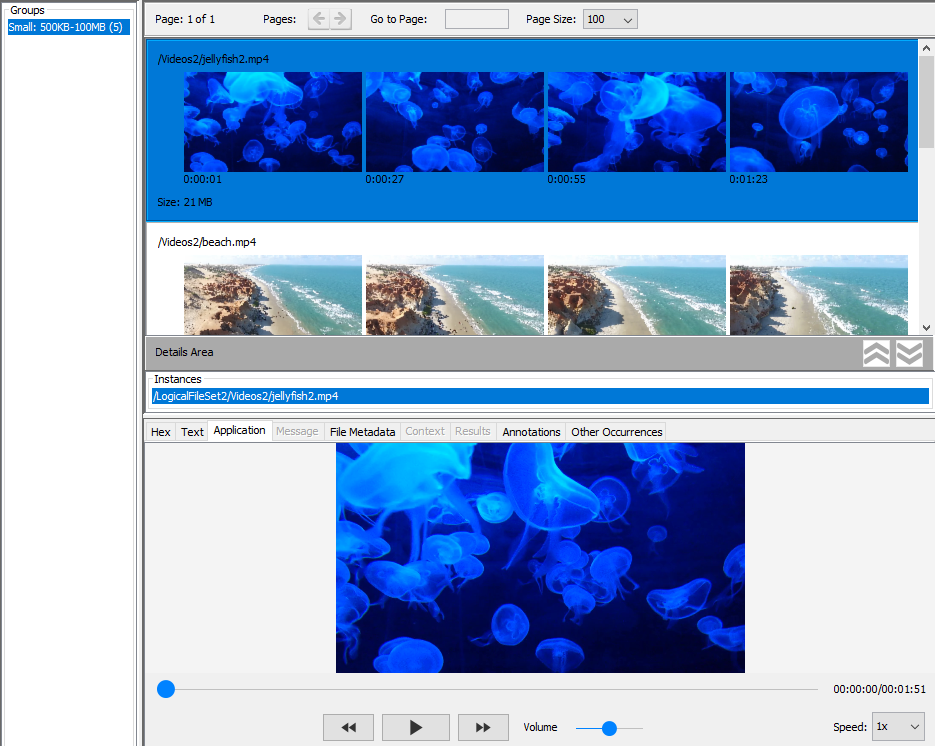 Groups
Small: 500KB-100MB (5)
Page: 1 of 1 Pages: Go to Page: Page Size: 100
/Videos2/jellyfish2.mp4
0:00:01 0:00:27 0:00:55 0:01:23
Size: 21 MB
/Videos2/beach.mp4
Details Area
Instances
/LogicalFileSet2/Videos2/jellyfish2.mp4
Hex Text Application Message File Metadata Context Results Annotations Other Occurrences
00:00:00/00:01:51
Volume Speed: 1x